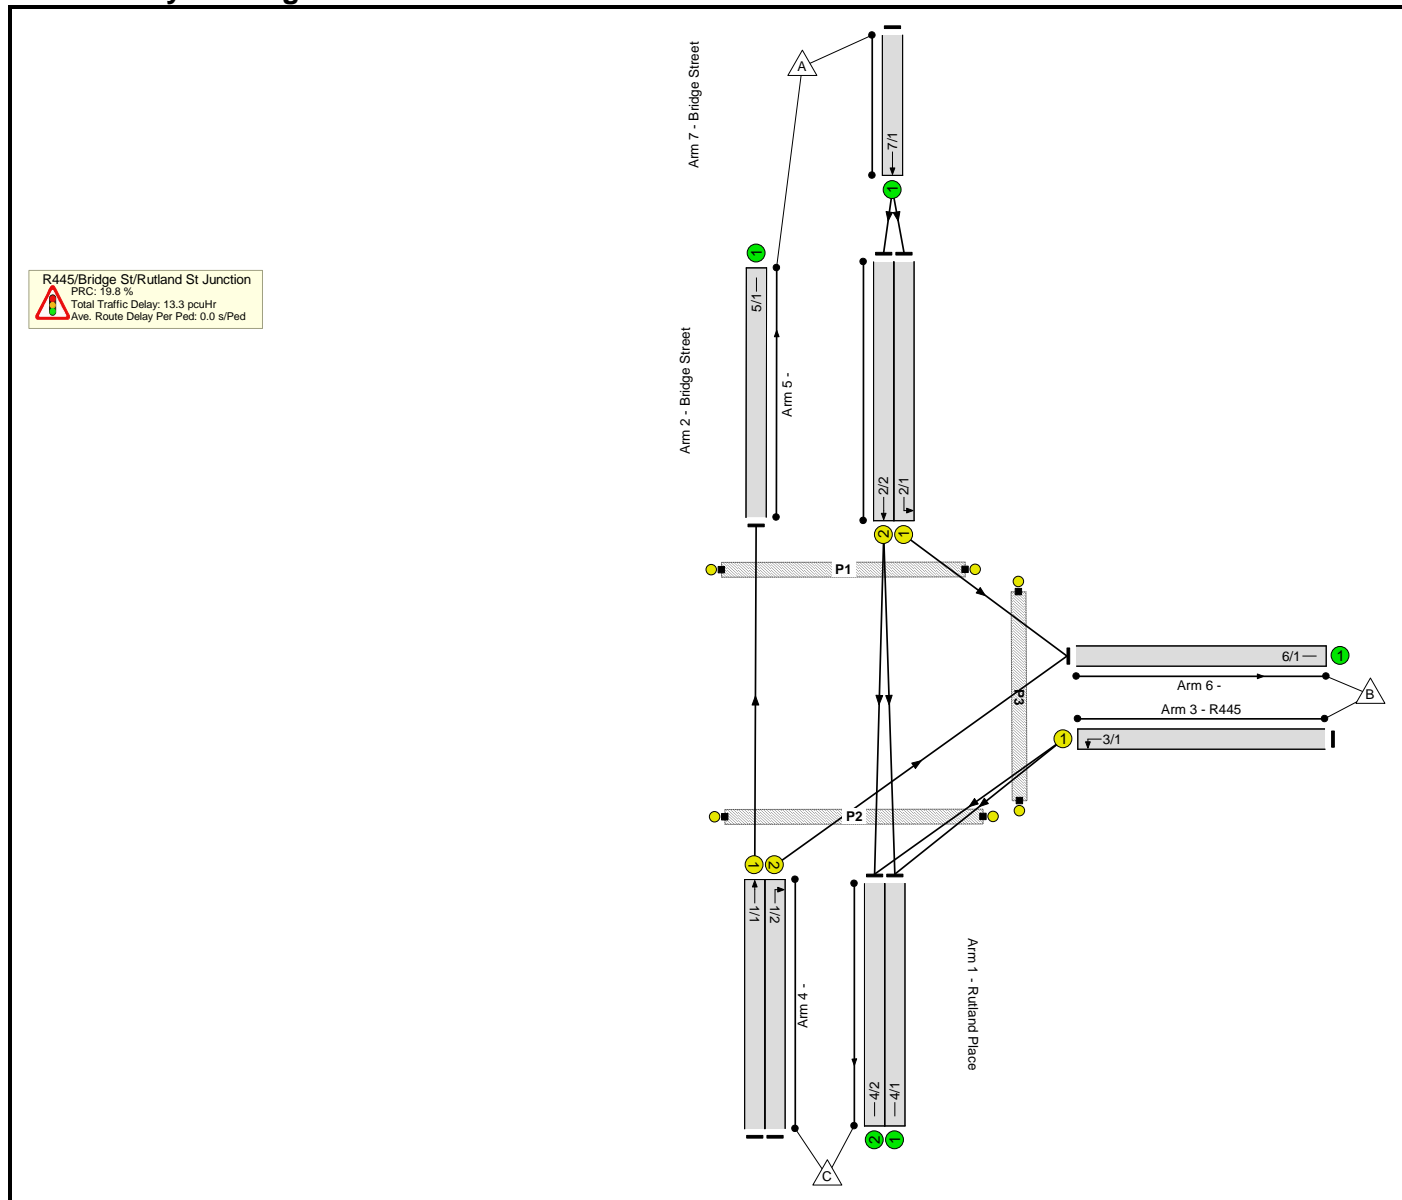 A
Arm 7 - Bridge Street
7/1
1
R445/Bridge St/Rutland St Junction
PRC: 19.8 %
Total Traffic Delay: 13.3 pcuHr
Ave. Route Delay Per Ped: 0.0 s/Ped
1
5/1
Arm 2 - Bridge Street
Arm 5 -
2/2
2/1
2
1
P1
P3
6/1
1
Arm 6 -
B
Arm 3 - R445
1
3/1
P2
1
2
1/1
1/2
Arm 4 -
Arm 1 - Rutland Place
4/2
4/1
2
1
C